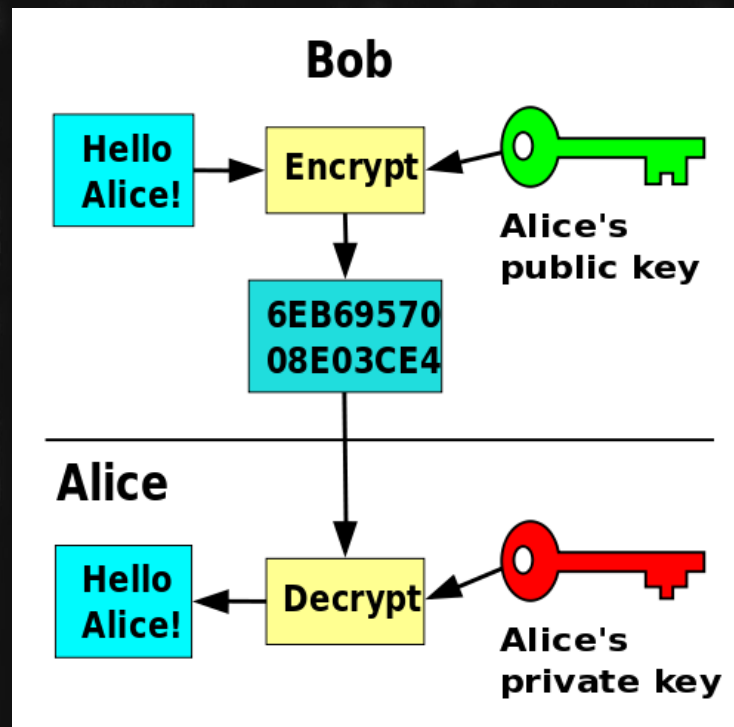 Bob
Hello
Alice!
Encrypt
Alice's
public key
6EB69570
08E03CE4
Alice
Hello
Alice!
Decrypt
Alice's
private key